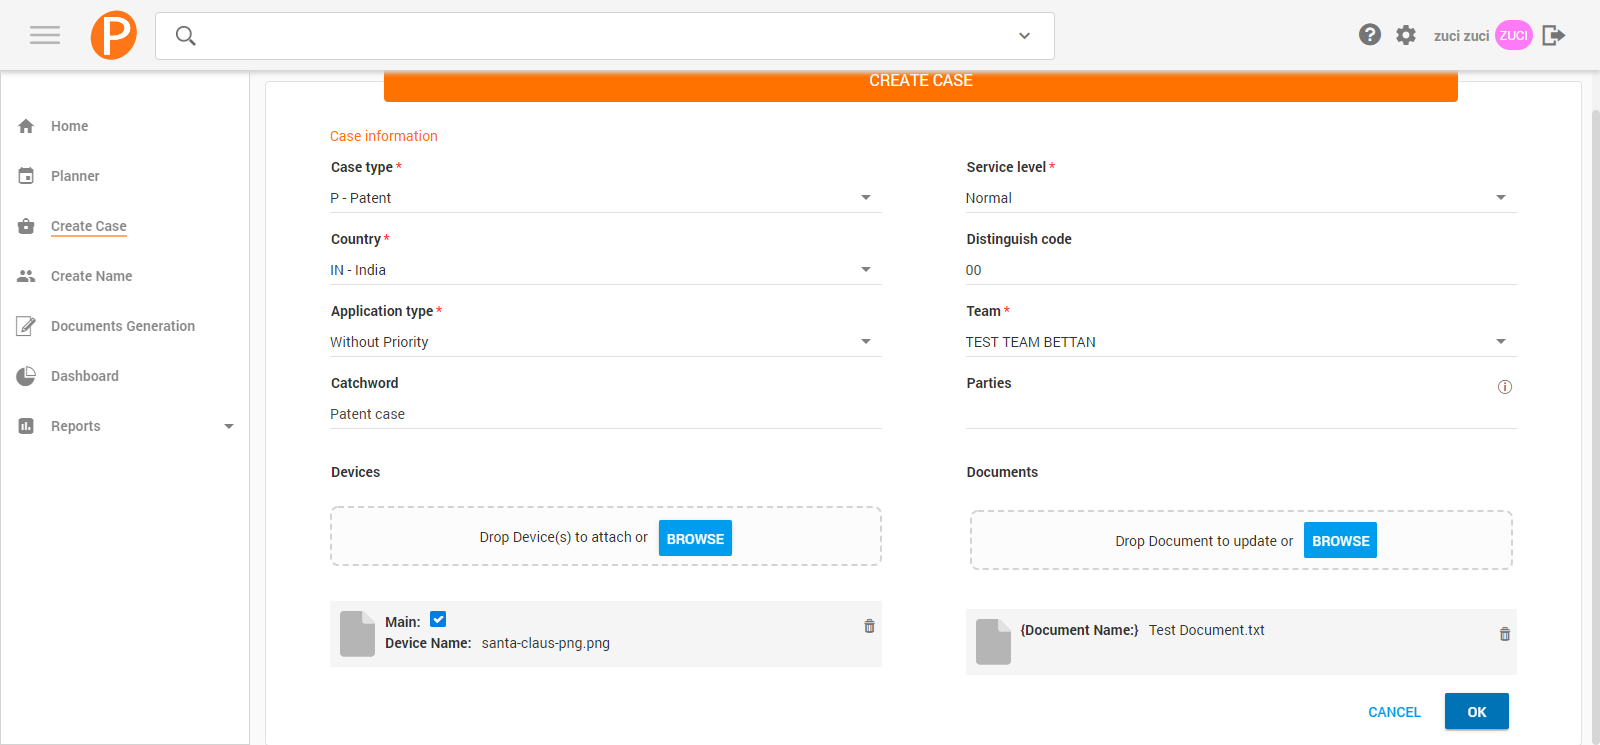 P
zuci zuci
ZUCI
Home
Planner
Create Case
Create Name
Documents Generation
Dashboard
Reports
CREATE CASE
Case information
Case type *
P - Patent
Service level *
Normal
Country *
IN - India
Distinguish code
00
Application type *
Without Priority
Team *
TEST TEAM BETTAN
Catchword
Patent case
Parties
Devices
Drop Device(s) to attach or BROWSE
Main:
Device Name: santa-claus-png.png
Documents
Drop Document to update or BROWSE
{Document Name:} Test Document.txt
CANCEL
OK